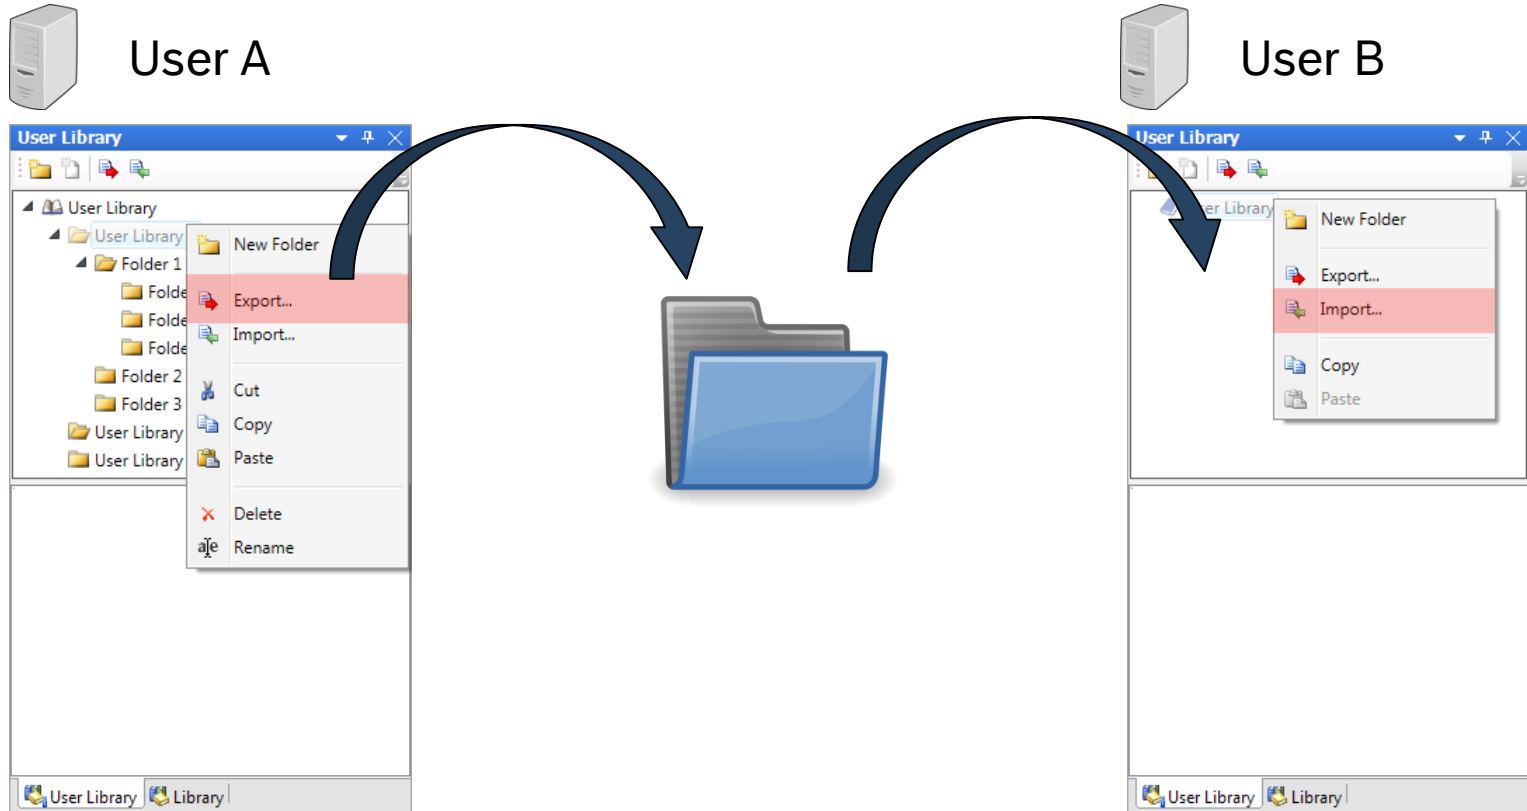 User A
User B
User Library
User Library
User Library
New Folder
Folder 1
Export...
Import...
Folder 2
Cut
Folder 3
Copy
User Library
Paste
User Library
Delete
Rename
User Library
Library
User Library
User Library
New Folder
Export...
Import...
Copy
Paste
User Library
Library